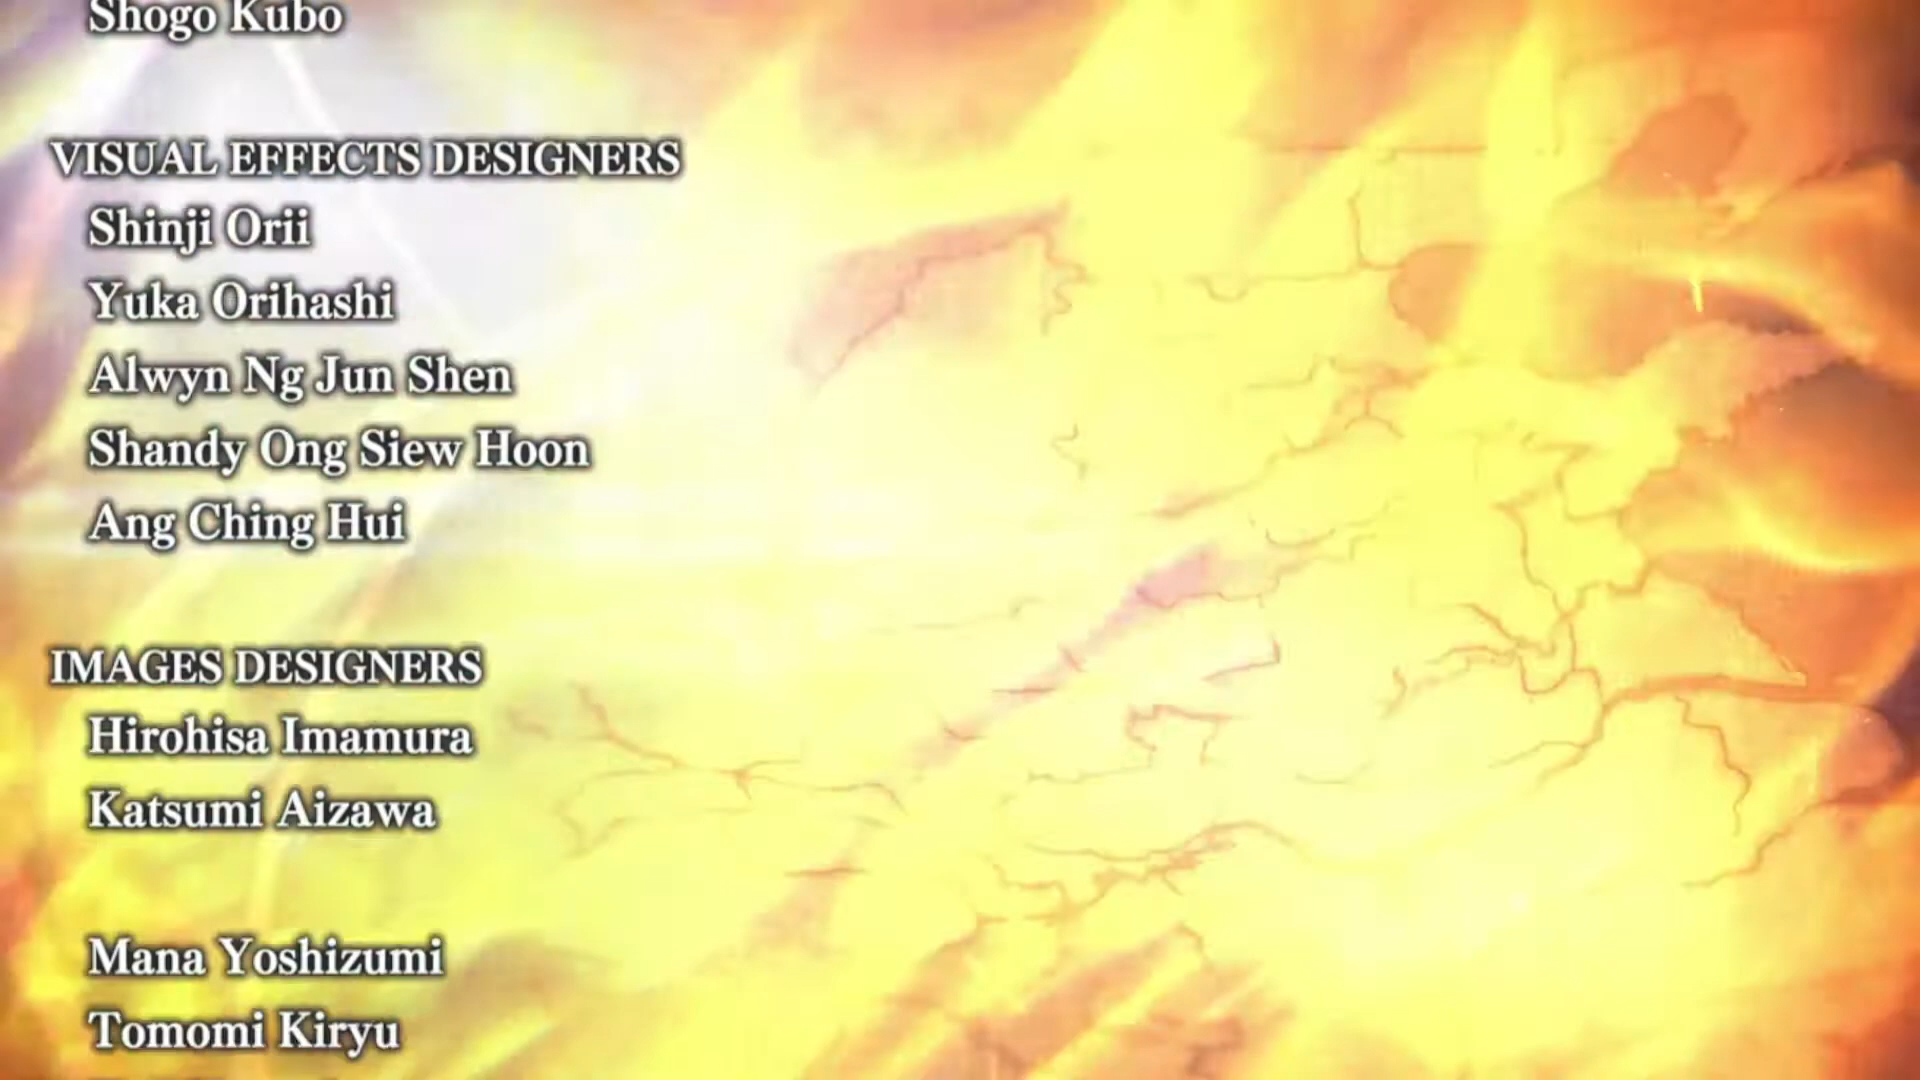 Shogo Kubo
VISUAL EFFECTS DESIGNERS
Shinji Orii
Yuka Orihashi
Alwyn Ng Jun Shen
Shandy Ong Siew Hoon
Ang Ching Hui
IMAGES DESIGNERS
Hirohisa Imamura
Katsumi Aizawa
Mana Yoshizumi
Tomomi Kiryu